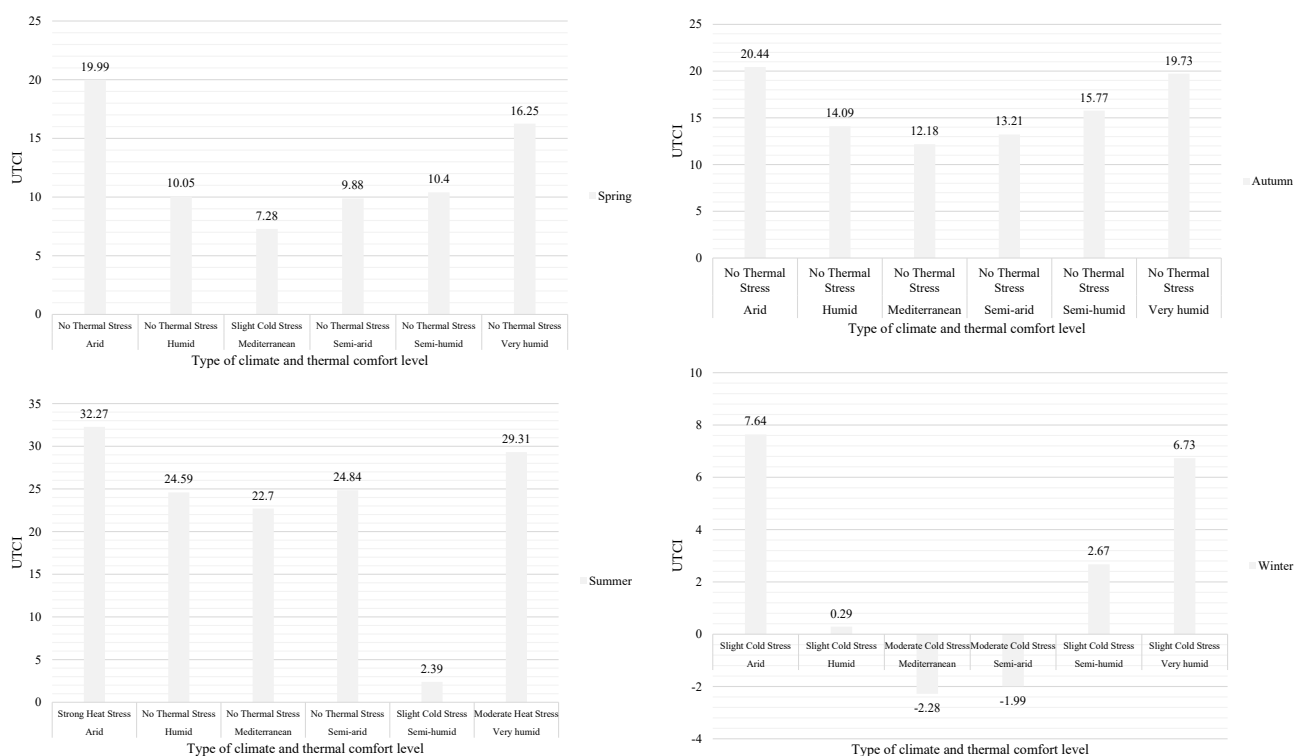 25
20
15
10
5
0
UTCI
19.99
10.05
7.28
9.88
10.4
16.25
No Thermal Stress No Thermal Stress Slight Cold Stress No Thermal Stress No Thermal Stress No Thermal Stress
Arid Humid Mediterranean Semi-arid Semi-humid Very humid
Type of climate and thermal comfort level
Spring
25
20
15
10
5
0
UTCI
20.44
14.09
12.18
13.21
15.77
19.73
No Thermal No Thermal No Thermal No Thermal No Thermal No Thermal
Stress Stress Stress Stress Stress Stress
Arid Humid Mediterranean Semi-arid Semi-humid Very humid
Type of climate and thermal comfort level
Autumn
35
30
25
20
15
10
5
0
UTCI
32.27
24.59
22.7
24.84
2.39
29.31
Strong Heat Stress No Thermal Stress No Thermal Stress No Thermal Stress Slight Cold Stress Moderate Heat Stress
Arid Humid Mediterranean Semi-arid Semi-humid Very humid
Type of climate and thermal comfort level
Summer
10
8
6
4
2
0
-2
-4
UTCI
7.64
0.29
-2.28
-1.99
2.67
6.73
Slight Cold Stress Slight Cold Stress Moderate Cold Stress Moderate Cold Stress Slight Cold Stress Slight Cold Stress
Arid Humid Mediterranean Semi-arid Semi-humid Very humid
Type of climate and thermal comfort level
Winter